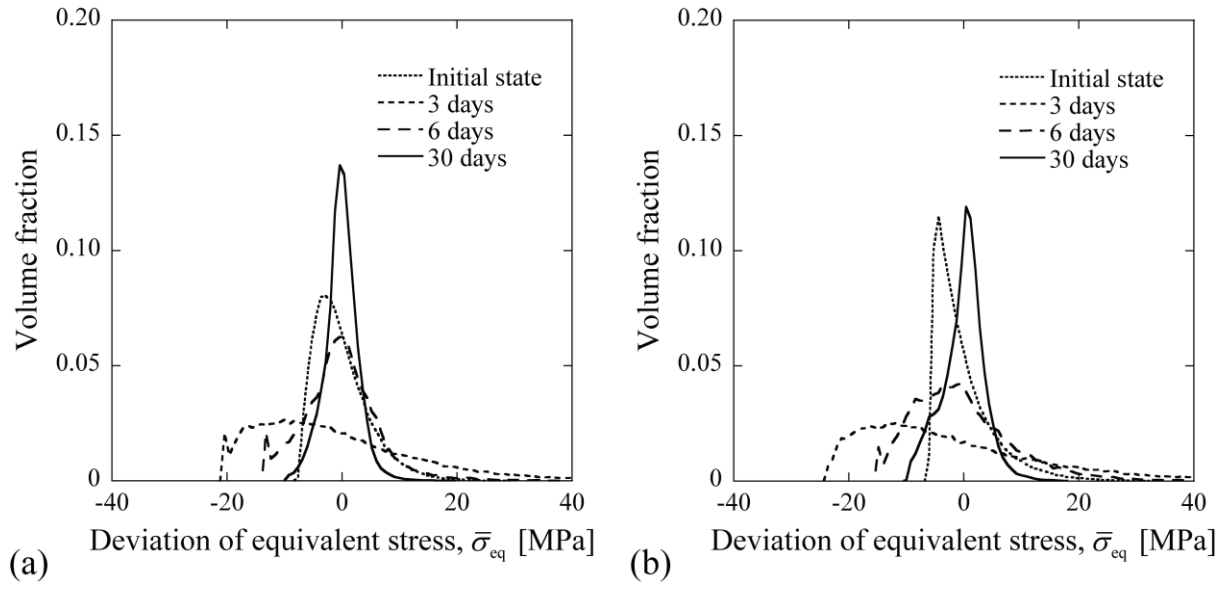 0.20
0.15
0.10
0.05
0
Volume fraction
-40
-20
0
20
40
Initial state
3 days
6 days
30 days
Deviation of equivalent stress, σ̅eq [MPa]
(a)
0.20
0.15
0.10
0.05
0
Volume fraction
-40
-20
0
20
40
Initial state
3 days
6 days
30 days
Deviation of equivalent stress, σ̅eq [MPa]
(b)